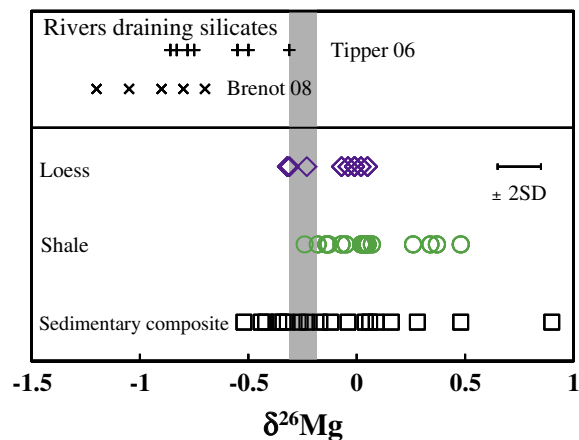 Rivers draining silicates
Tipper 06
Brenot 08
Loess
± 2SD
Shale
Sedimentary composite
-1.5 -1 -0.5 0 0.5 1
δ²⁶Mg